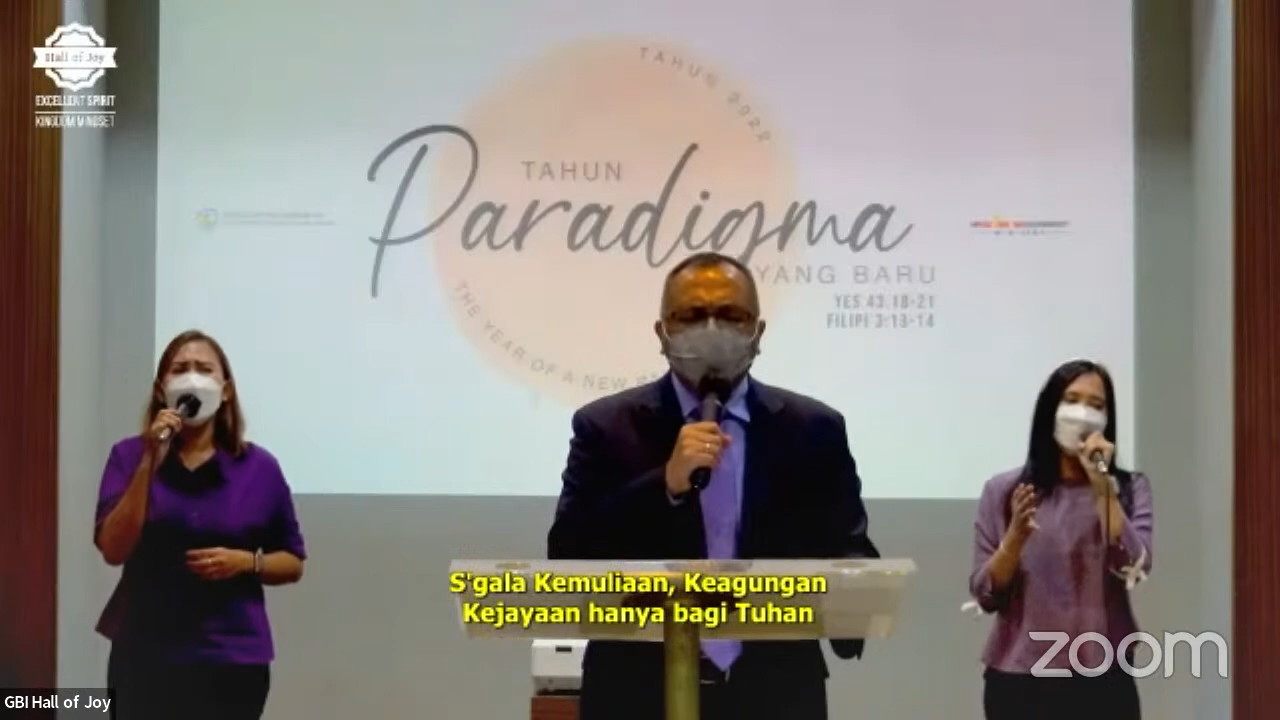 Hall of Joy
EXCELLENT SPIRIT
KINGDOM MINDSET
TAHUN 2022
TAHUN
Paradigma
YANG BARU
YES 43:18-21
FILIPI 3:13-14
THE YEAR OF A NEW
S'gala Kemuliaan, Keagungan
Kejayaan hanya bagi Tuhan
zoom
GBI Hall of Joy